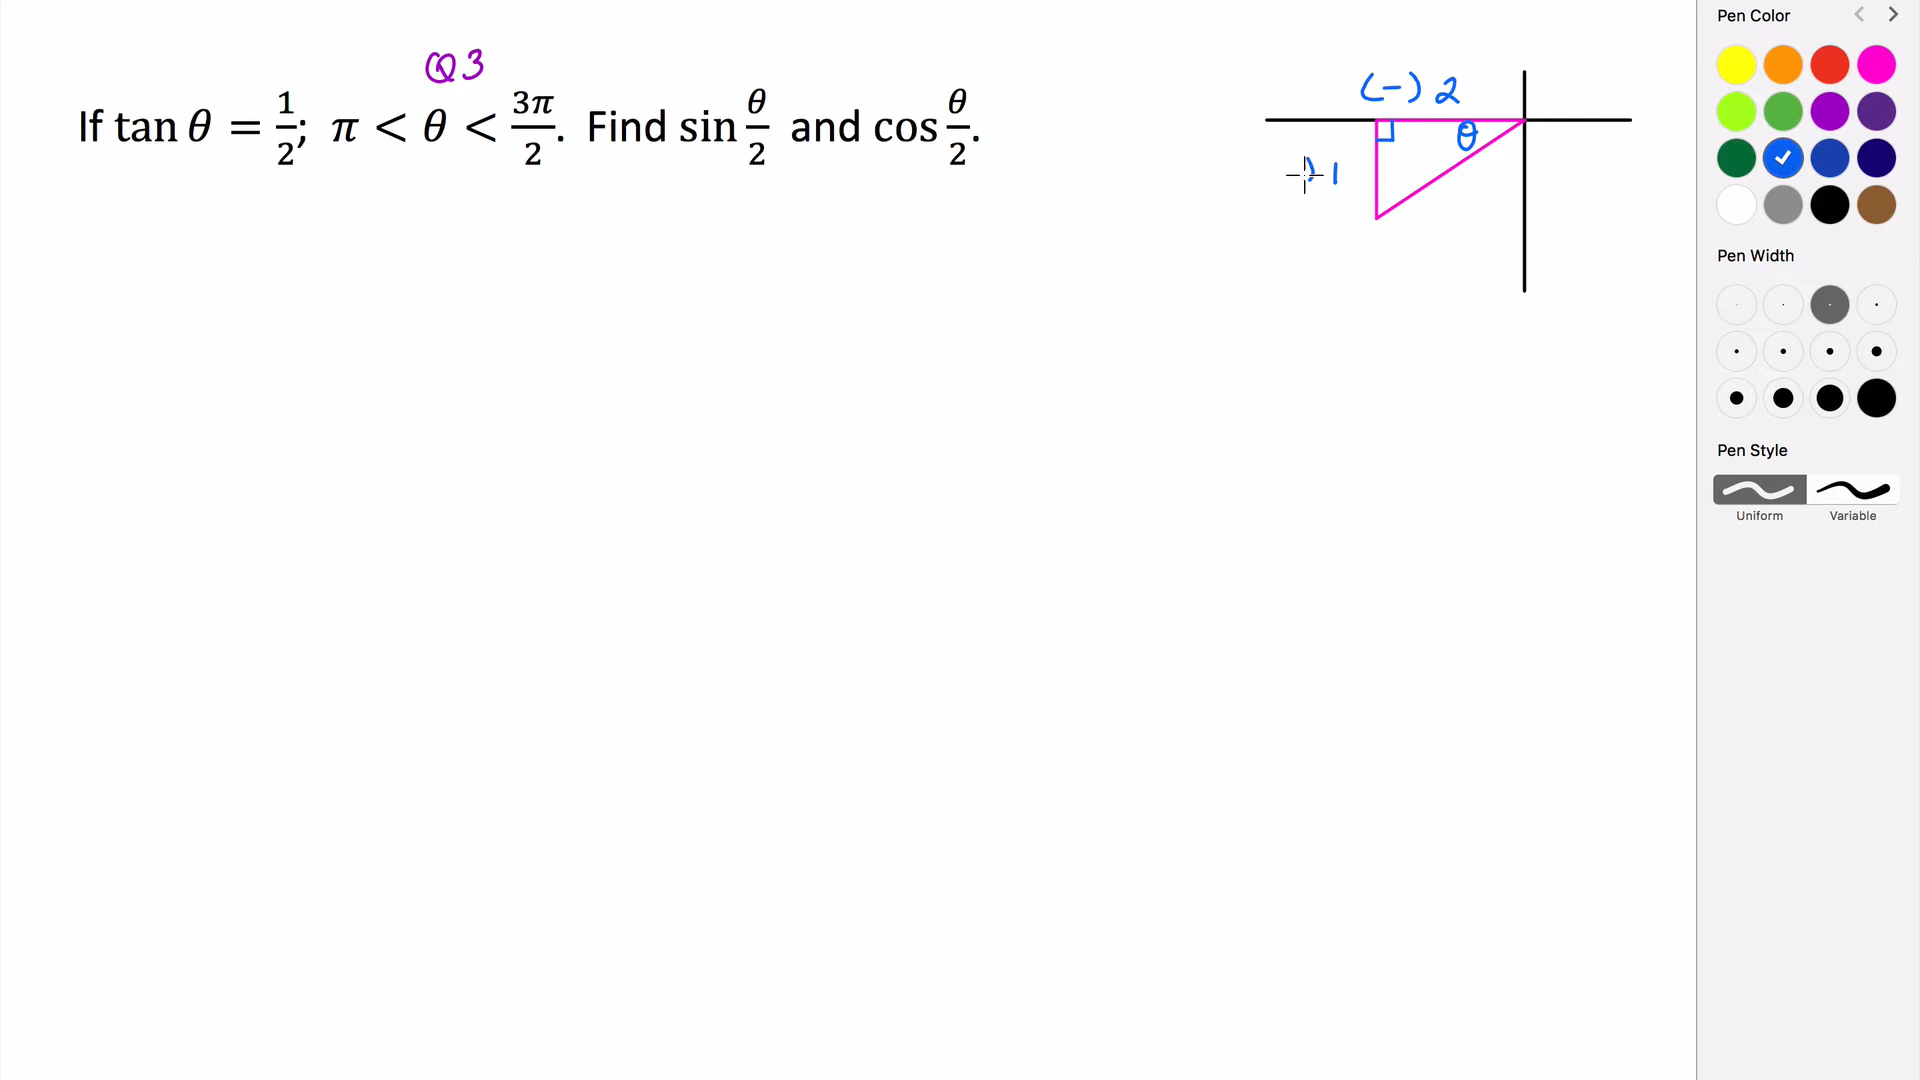 Q3
If tan θ = 1/2; π < θ < 3π/2. Find sin θ/2 and cos θ/2.
(-) 2
θ
) 1
Pen Color
Pen Width
Pen Style
Uniform Variable